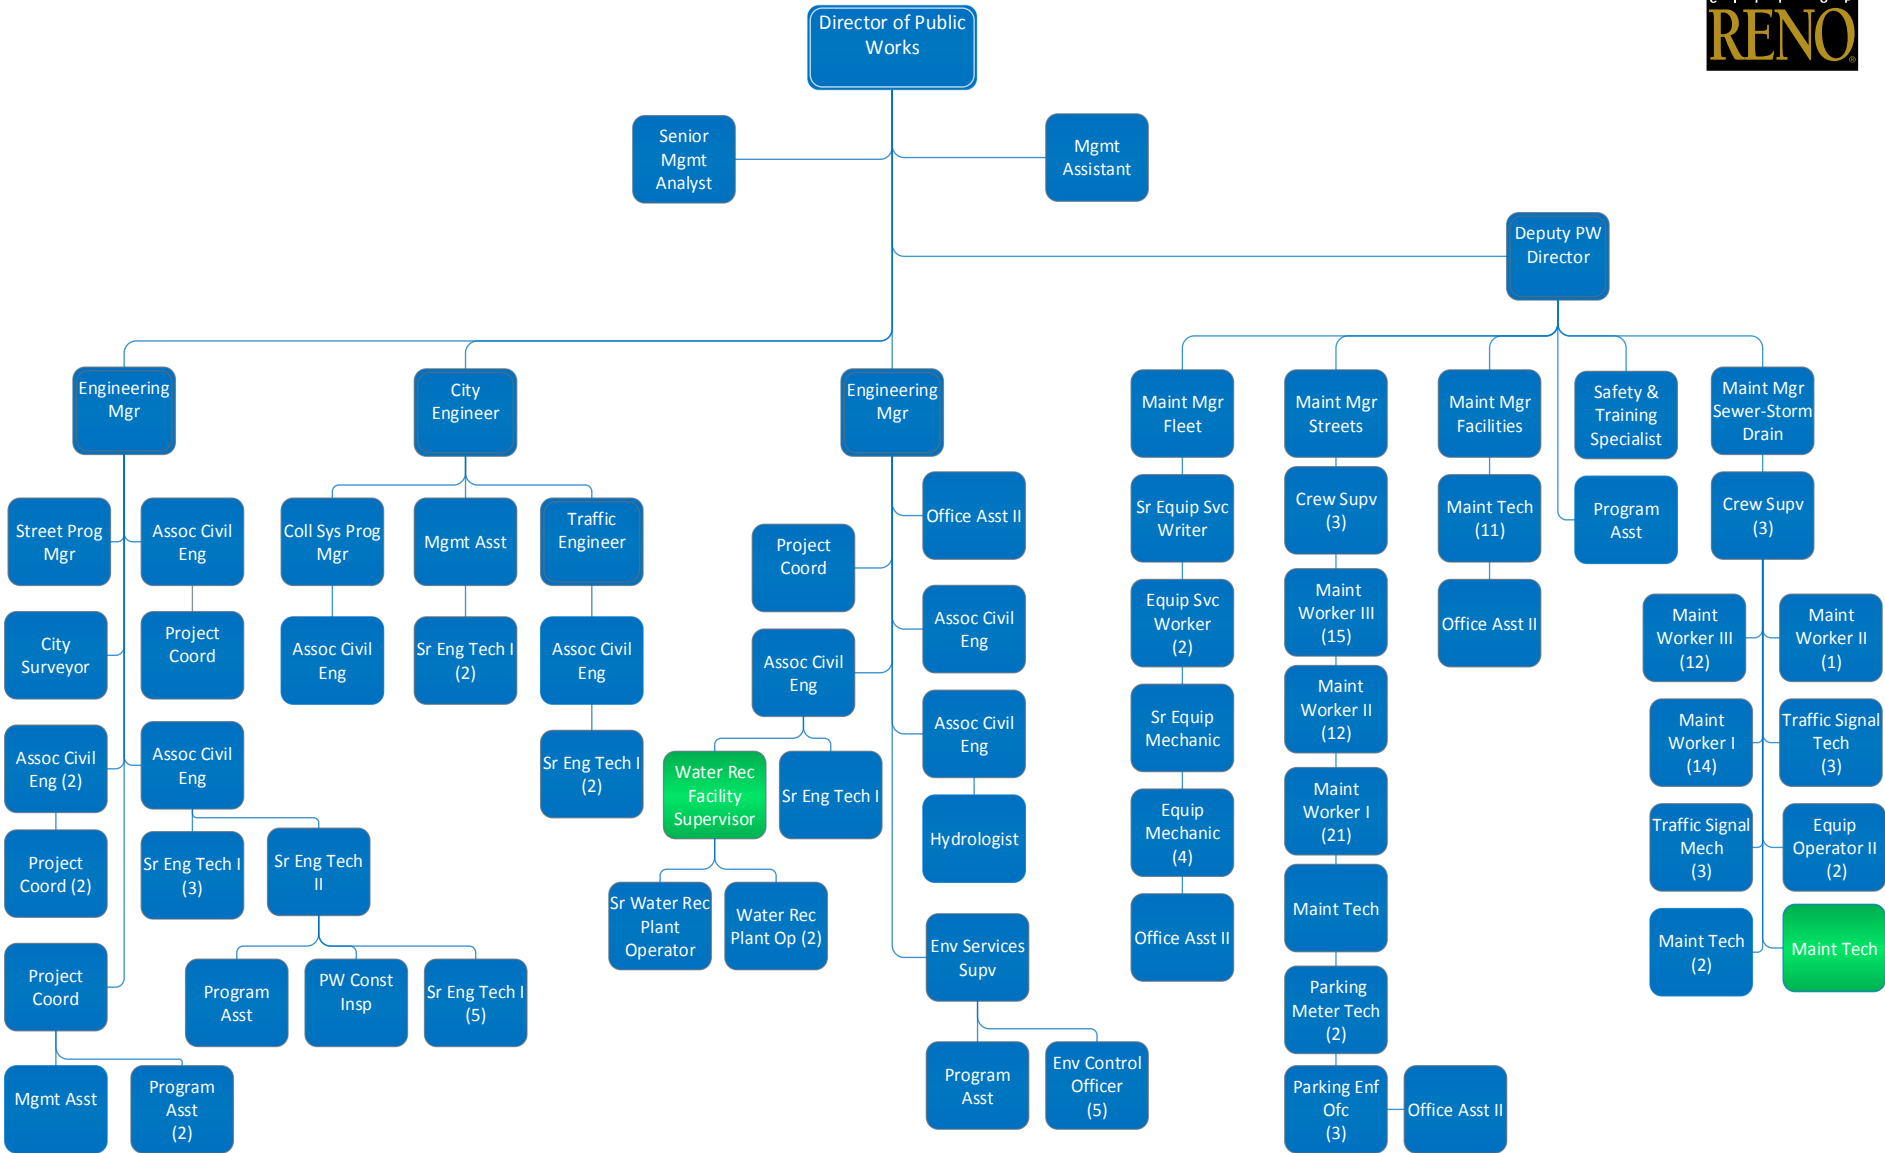 RENO
Director of Public
Works
Senior
Mgmt
Analyst
Mgmt
Assistant
Deputy PW
Director
Engineering
Mgr
City
Engineer
Engineering
Mgr
Maint Mgr
Fleet
Maint Mgr
Streets
Maint Mgr
Facilities
Safety &
Training
Specialist
Maint Mgr
Sewer-Storm
Drain
Street Prog
Mgr
Assoc Civil
Eng
Coll Sys Prog
Mgr
Mgmt Asst
Traffic
Engineer
Project
Coord
Office Asst II
Sr Equip Svc
Writer
Crew Supv
(3)
Maint Tech
(11)
Program
Asst
Crew Supv
(3)
City
Surveyor
Project
Coord
Assoc Civil
Eng
Sr Eng Tech I
(2)
Assoc Civil
Eng
Assoc Civil
Eng
Assoc Civil
Eng
Equip Svc
Worker
(2)
Maint
Worker III
(15)
Office Asst II
Maint
Worker III
(12)
Maint
Worker II
(1)
Assoc Civil
Eng (2)
Assoc Civil
Eng
Sr Eng Tech I
(2)
Water Rec
Facility
Supervisor
Sr Eng Tech I
Assoc Civil
Eng
Sr Equip
Mechanic
Maint
Worker II
(12)
Maint
Worker I
(14)
Traffic Signal
Tech
(3)
Project
Coord (2)
Sr Eng Tech I
(3)
Sr Eng Tech
II
Hydrologist
Equip
Mechanic
(4)
Maint
Worker I
(21)
Traffic Signal
Mech
(3)
Equip
Operator II
(2)
Sr Water Rec
Plant
Operator
Water Rec
Plant Op (2)
Env Services
Supv
Office Asst II
Maint Tech
Maint Tech
(2)
Maint Tech
Project
Coord
Program
Asst
PW Const
Insp
Sr Eng Tech I
(5)
Parking
Meter Tech
(2)
Mgmt Asst
Program
Asst
(2)
Program
Asst
Env Control
Officer
(5)
Parking Enf
Ofc
(3)
Office Asst II